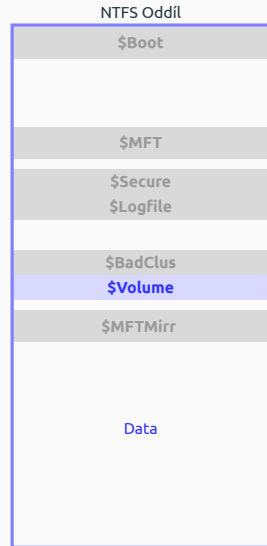 NTFS Oddíl
$Boot
$MFT
$Secure
$Logfile
$BadClus
$Volume
$MFTMirr
Data